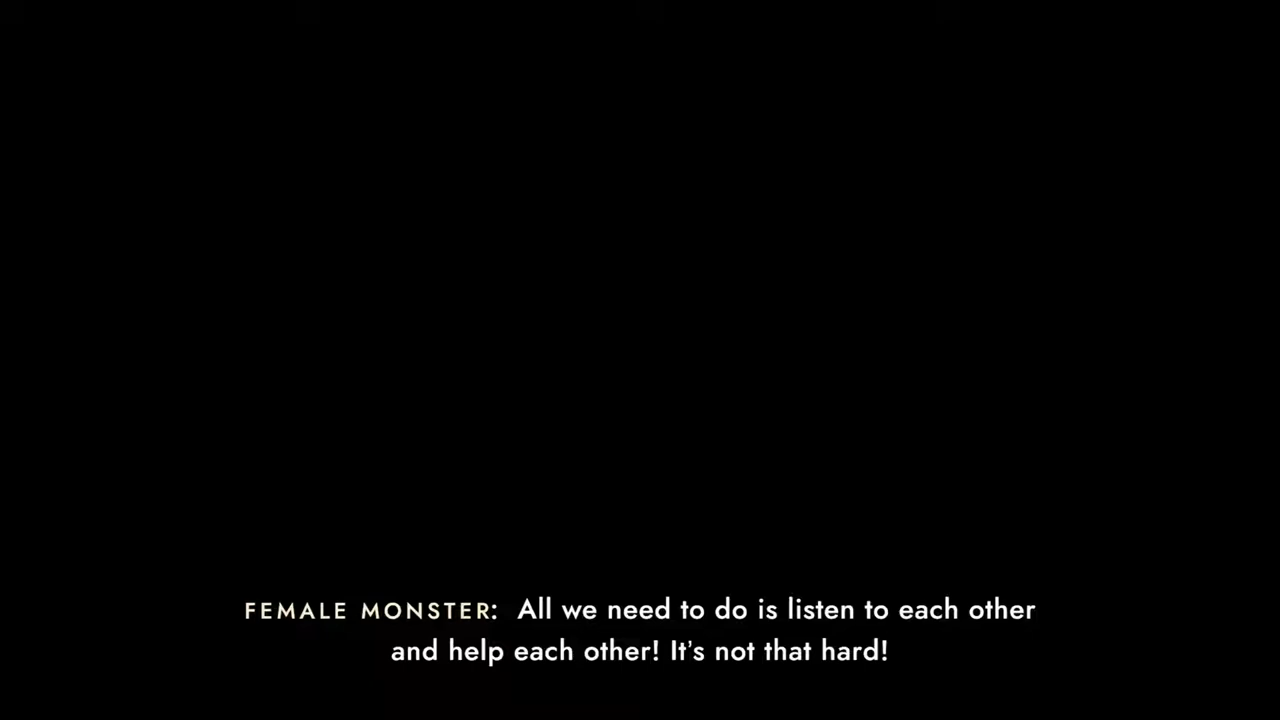 FEMALE MONSTER: All we need to do is listen to each other
and help each other! It's not that hard!